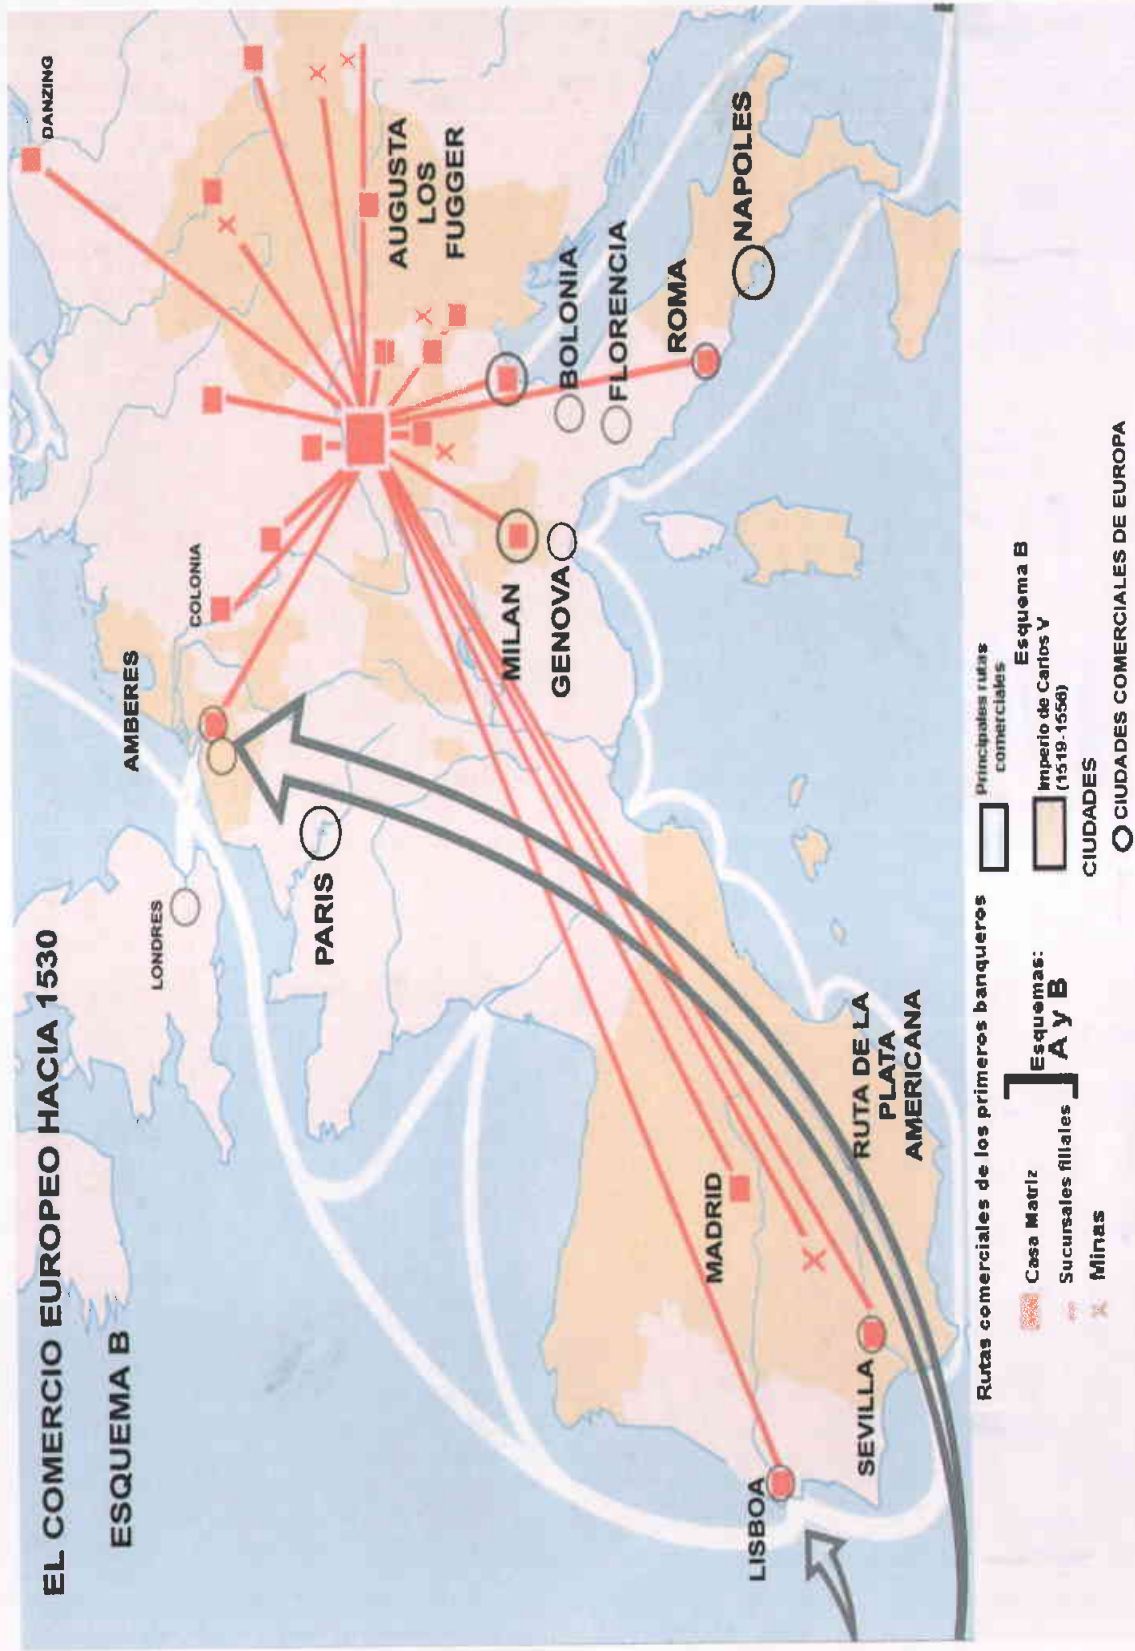 EL COMERCIO EUROPEO HACIA 1530
ESQUEMA B
DANZING
LONDRES
AMBERES
COLONIA
PARIS
AUGUSTA
LOS
FUGGER
MILAN
GENOVA
BOLONIA
FLORENCIA
ROMA
NAPOLES
MADRID
LISBOA
SEVILLA
RUTA DE LA
PLATA
AMERICANA
Rutas comerciales de los primeros banqueros
Casa Matriz
Sucursales filiales
Minas
Esquemas:
A y B
Principales rutas
comerciales
Esquema B
Imperio de Carlos V
(1519-1556)
CIUDADES
CIUDADES COMERCIALES DE EUROPA